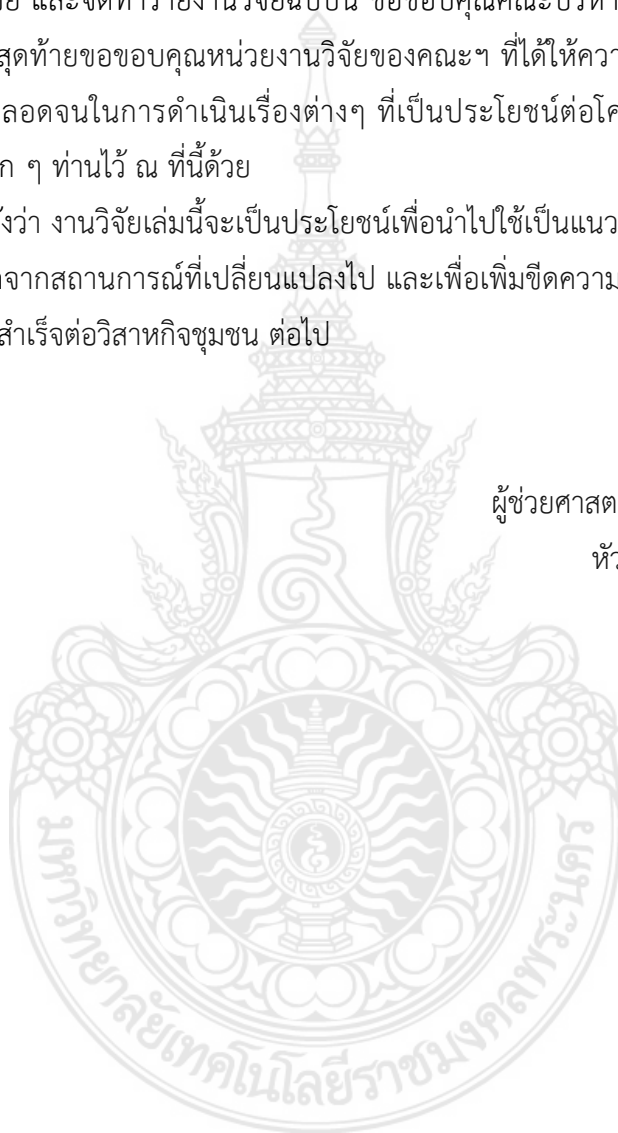 และจัดทำรายงานวิจัยฉบับนี้ ขอขอบคุณคณะบริหา
สุดท้ายขอขอบคุณหน่วยงานวิจัยของคณะฯ ที่ได้ให้ควา
ลอดจนในการดำเนินเรื่องต่างๆ ที่เป็นประโยชน์ต่อโค
ก ๆ ท่านไว้ ณ ที่นี้ด้วย
ังว่า งานวิจัยเล่มนี้จะเป็นประโยชน์เพื่อนำไปใช้เป็นแนว
จากสถานการณ์ที่เปลี่ยนแปลงไป และเพื่อเพิ่มขีดความ
สำเร็จต่อวิสาหกิจชุมชน ต่อไป
ผู้ช่วยศาสต
หัว
มหาวิทยาลัยเทคโนโลยีราชมงคลพระนคร